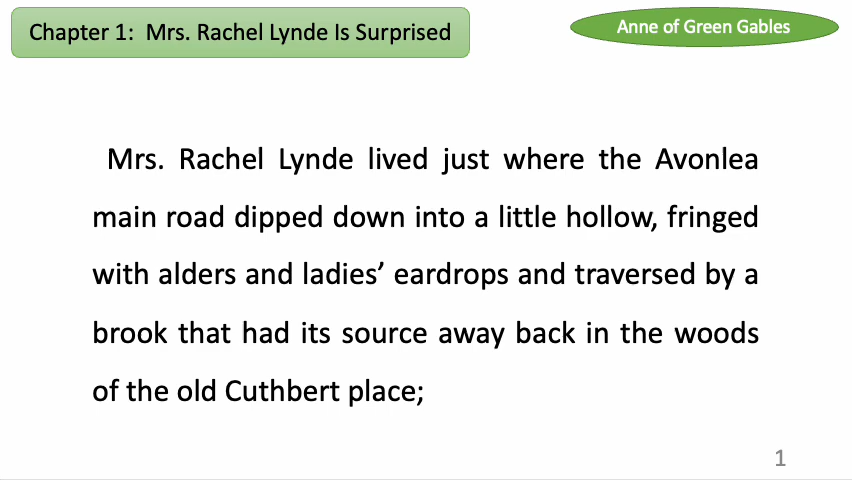 Chapter 1:  Mrs. Rachel Lynde Is Surprised
Anne of Green Gables
Mrs. Rachel Lynde lived just where the Avonlea
main road dipped down into a little hollow, fringed
with alders and ladies’ eardrops and traversed by a
brook that had its source away back in the woods
of the old Cuthbert place;
1